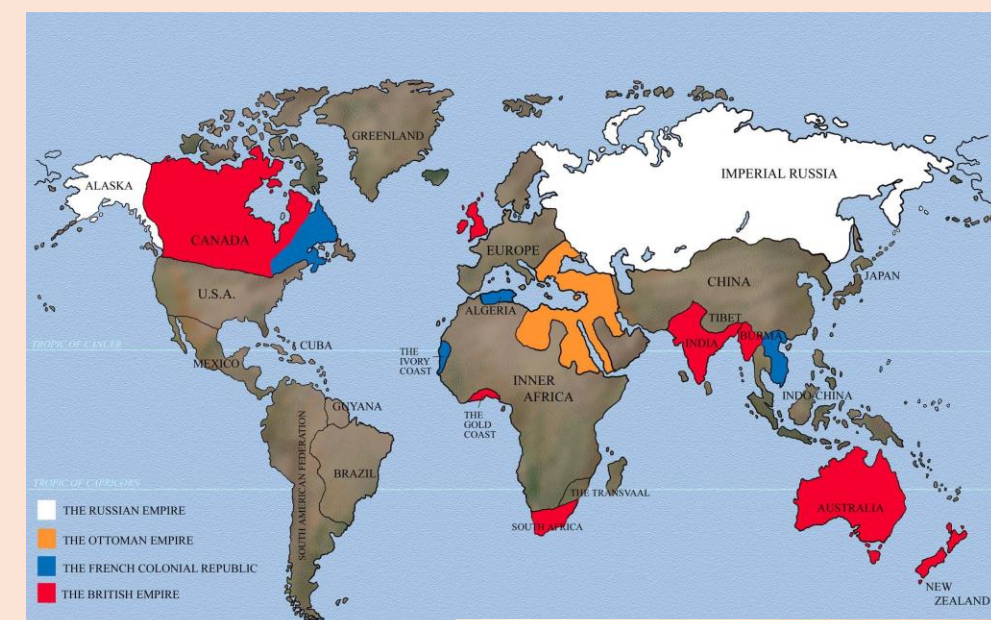 GREENLAND
ALASKA
IMPERIAL RUSSIA
CANADA
EUROPE
U.S.A.
CHINA
JAPAN
ALGERIA
TIBET
BURMA
INDIA
TROPIC OF CANCER
CUBA
THE
IVORY
COAST
MEXICO
INNER
AFRICA
INDO-CHINA
GUYANA
THE
GOLD
COAST
BRAZIL
SOUTH AMERICAN FEDERATION
TROPIC OF CAPRICORN
THE TRANSVAAL
AUSTRALIA
SOUTH AFRICA
NEW
ZEALAND
THE RUSSIAN EMPIRE
THE OTTOMAN EMPIRE
THE FRENCH COLONIAL REPUBLIC
THE BRITISH EMPIRE